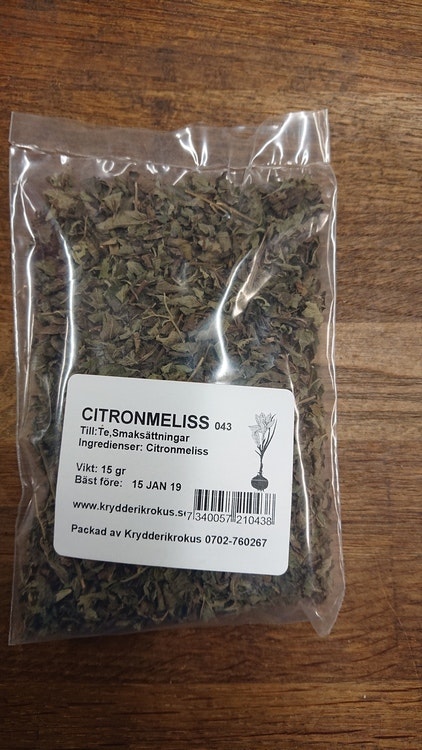 CITRONMELISS 043
Till:Te,Smaksättningar
Ingredienser: Citronmeliss
Vikt: 15 gr
Bäst före: 15 JAN 19
www.krydderikrokus.se
7 340057 210438
Packad av Krydderikrokus 0702-760267